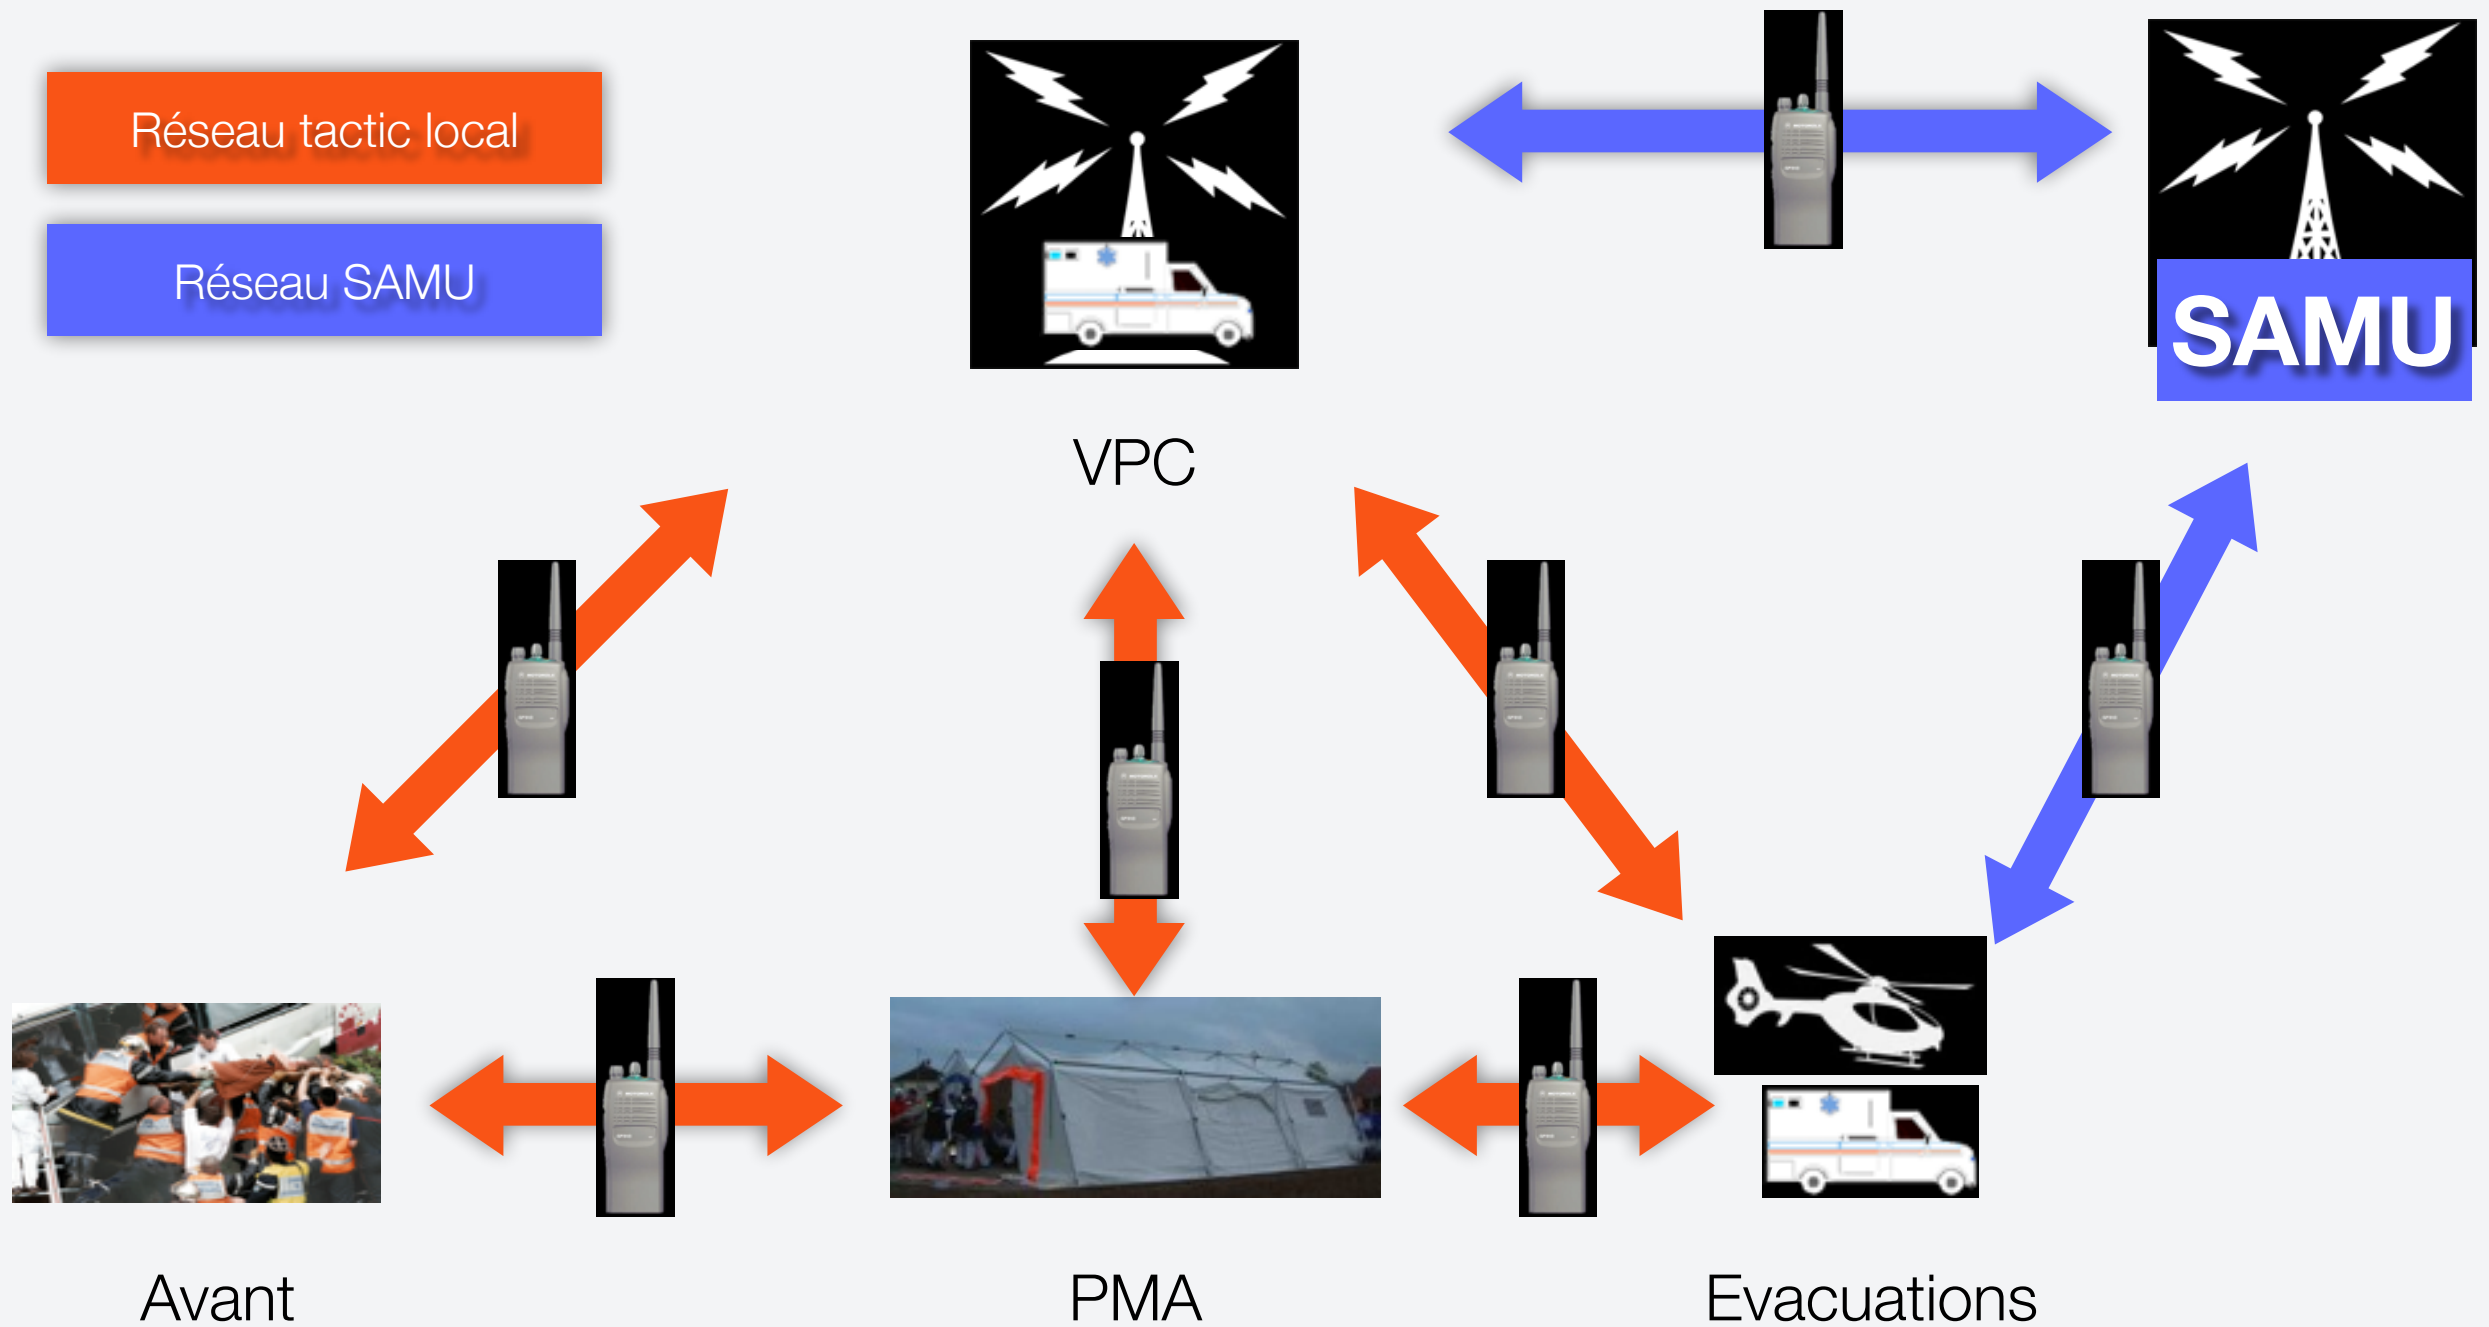 Réseau tactic local
Réseau SAMU
SAMU
VPC
Avant
PMA
Evacuations